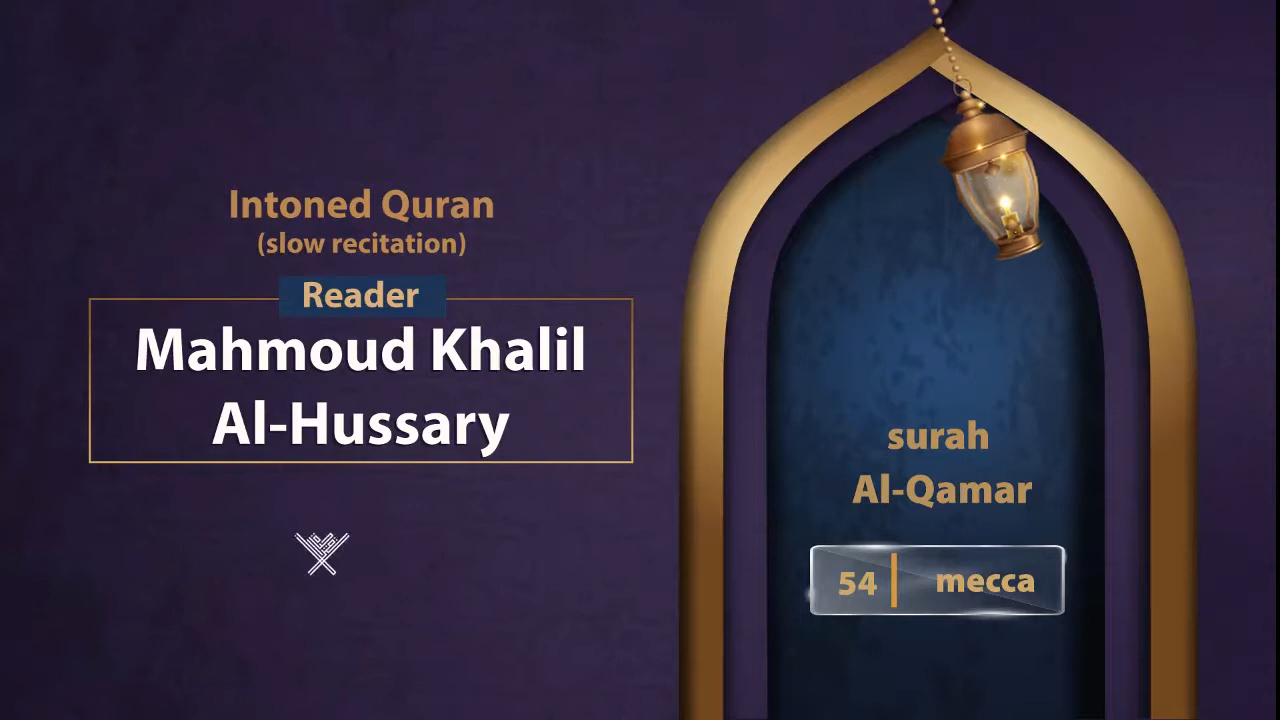 Intoned Quran
(slow recitation)
Reader
Mahmoud Khalil
Al-Hussary
surah
Al-Qamar
54 | mecca